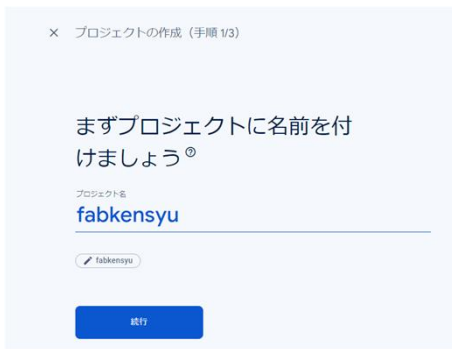 × プロジェクトの作成（手順 1/3）
まずプロジェクトに名前を付
けましょう
プロジェクト名
fabkensyu
fabkensyu
続行